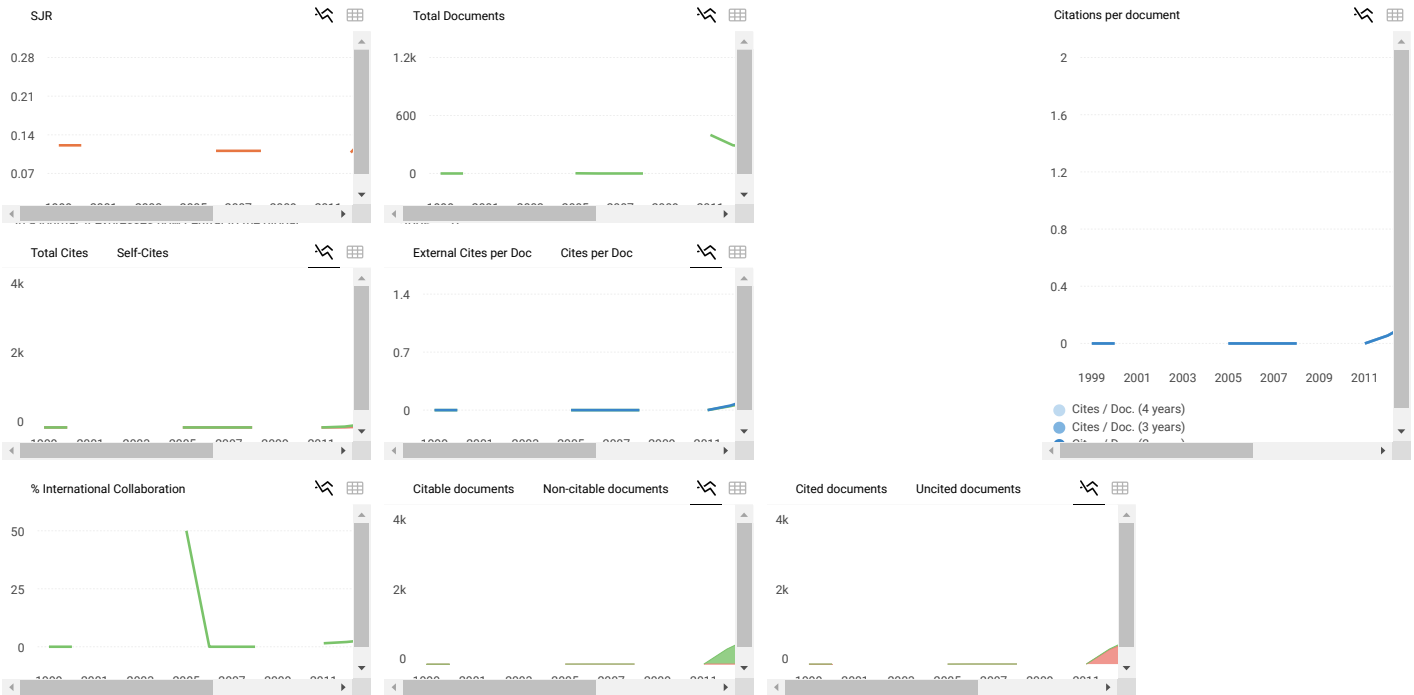 SJR
0.28
0.21
0.14
0.07
Total Documents
1.2k
600
0
Citations per document
2
1.6
1.2
0.8
0.4
0
1999 2001 2003 2005 2007 2009 2011
Cites / Doc. (4 years)
Cites / Doc. (3 years)
Total Cites Self-Cites
4k
2k
0
External Cites per Doc Cites per Doc
1.4
0.7
0
% International Collaboration
50
25
0
Citable documents Non-citable documents
4k
2k
0
Cited documents Uncited documents
4k
2k
0